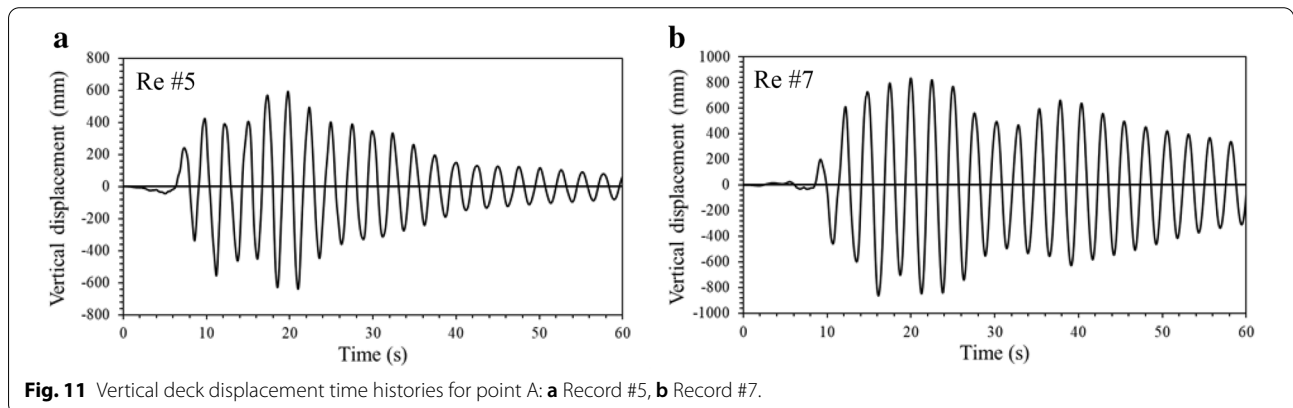 a
Re #5
Vertical displacement (mm)
800
600
400
200
0
-200
-400
-600
-800
0 10 20 30 40 50 60
Time (s)
b
Re #7
Vertical displacement (mm)
1000
800
600
400
200
0
-200
-400
-600
-800
-1000
0 10 20 30 40 50 60
Time (s)
Fig. 11 Vertical deck displacement time histories for point A: a Record #5, b Record #7.